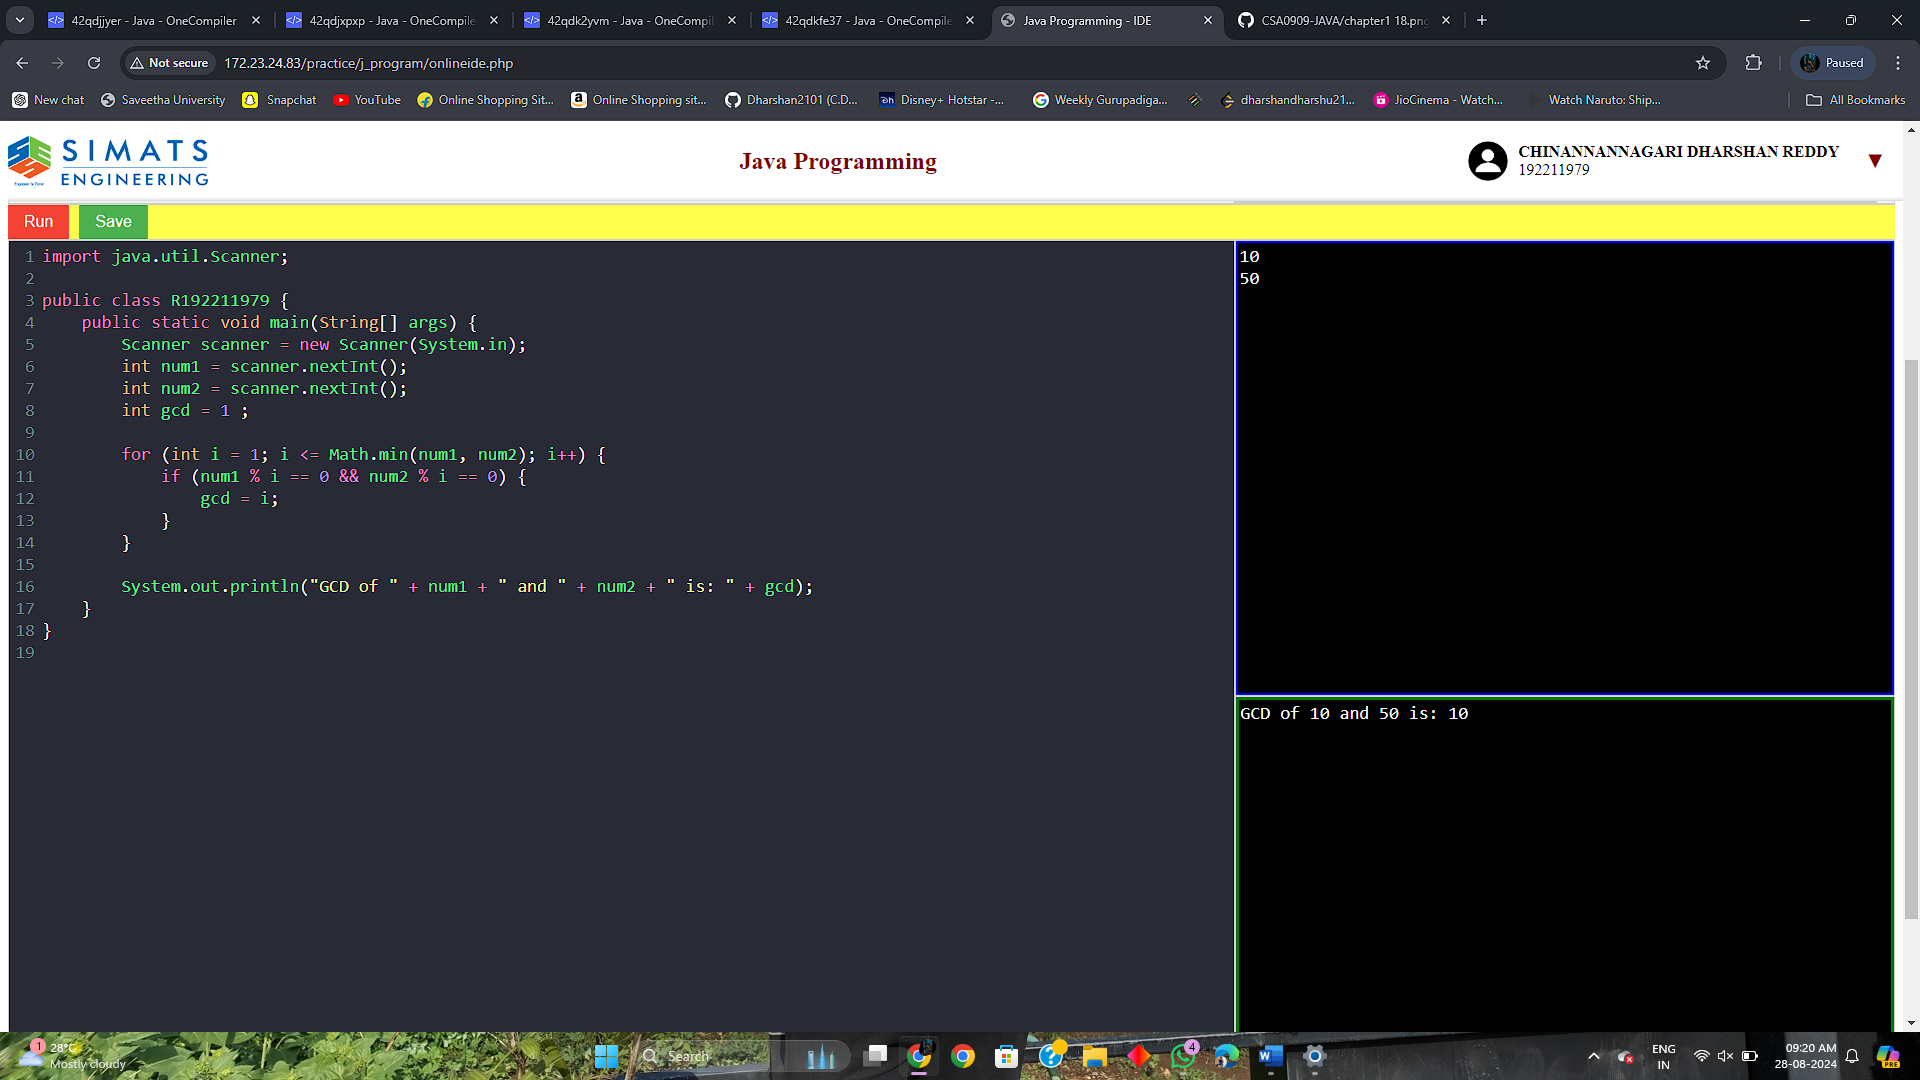 42qdjjyer - Java - OneCompiler
42qdjxpxp - Java - OneCompile
42qdk2yvm - Java - OneCompil
42qdkfe37 - Java - OneCompile
Java Programming - IDE
CSA0909-JAVA/chapter1 18.png
Not secure
172.23.24.83/practice/j_program/onlineide.php
Paused
New chat
Saveetha University
Snapchat
YouTube
Online Shopping Sit...
Online Shopping sit...
Dharshan2101 (C.D...
Disney+ Hotstar -...
Weekly Gurupadiga...
dharshandharshu21...
JioCinema - Watch...
Watch Naruto: Ship...
All Bookmarks
SIMATS
ENGINEERING
Java Programming
CHINANNANNAGARI DHARSHAN REDDY
192211979
Run
Save
1 import java.util.Scanner;
2
3 public class R192211979 {
4     public static void main(String[] args) {
5         Scanner scanner = new Scanner(System.in);
6         int num1 = scanner.nextInt();
7         int num2 = scanner.nextInt();
8         int gcd = 1 ;
9
10         for (int i = 1; i <= Math.min(num1, num2); i++) {
11             if (num1 % i == 0 && num2 % i == 0) {
12                 gcd = i;
13             }
14         }
15
16         System.out.println("GCD of " + num1 + " and " + num2 + " is: " + gcd);
17     }
18 }
19
10
50
GCD of 10 and 50 is: 10
1
28°C
Mostly cloudy
Search
4
ENG
IN
09:20 AM
28-08-2024
PRE